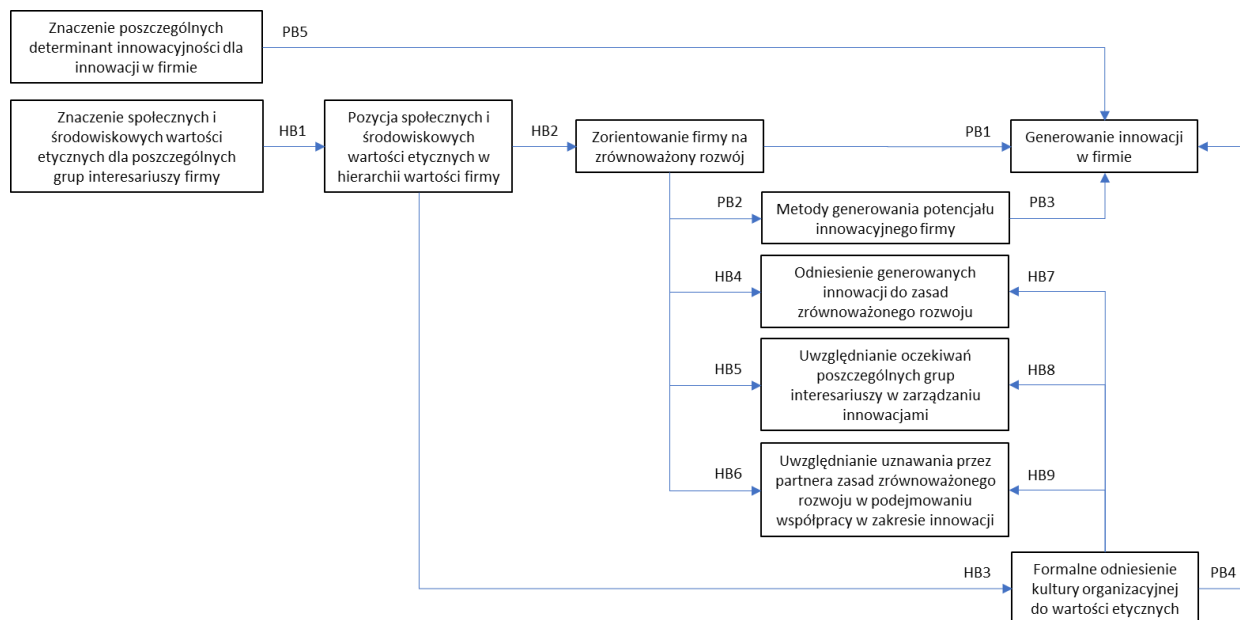 Znaczenie poszczególnych
determinant innowacyjności dla
innowacji w firmie
PB5
Znaczenie społecznych i
środowiskowych wartości
etycznych dla poszczególnych
grup interesariuszy firmy
HB1
Pozycja społecznych i
środowiskowych
wartości etycznych w
hierarchii wartości firmy
HB2
Zorientowanie firmy na
zrównoważony rozwój
PB1
Generowanie innowacji
w firmie
PB2
Metody generowania potencjału
innowacyjnego firmy
PB3
HB4
Odniesienie generowanych
innowacji do zasad
zrównoważonego rozwoju
HB7
HB5
Uwzględnianie oczekiwań
poszczególnych grup
interesariuszy w zarządzaniu
innowacjami
HB8
HB6
Uwzględnianie uznawania przez
partnera zasad zrównoważonego
rozwoju w podejmowaniu
współpracy w zakresie innowacji
HB9
HB3
Formalne odniesienie
kultury organizacyjnej
do wartości etycznych
PB4